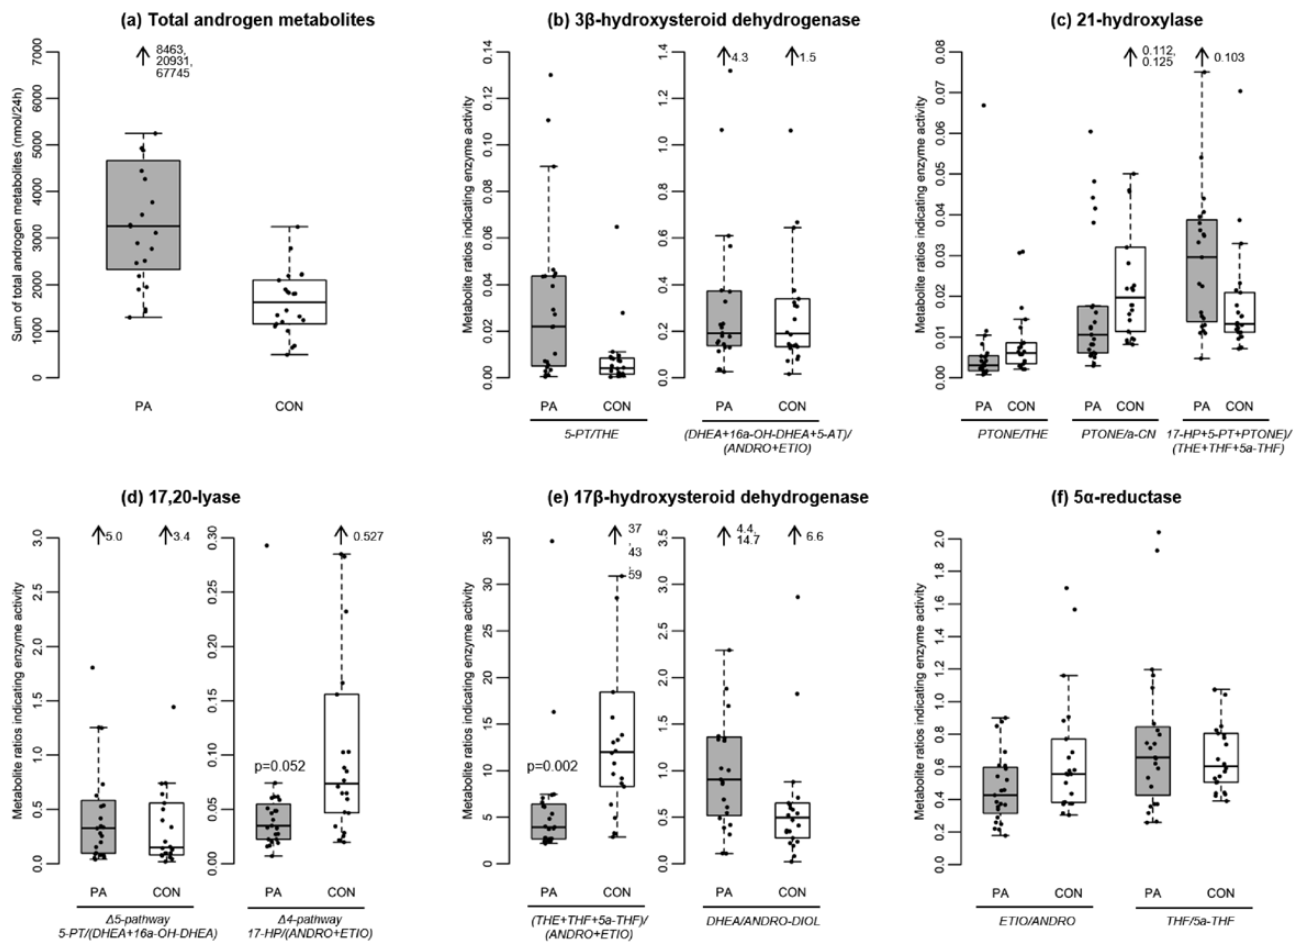 (a) Total androgen metabolites
Sum of total androgen metabolites (nmol/24h)
7000
6000
5000
4000
3000
2000
1000
0
8463,
20931,
67745
PA CON
(b) 3β-hydroxysteroid dehydrogenase
Metabolite ratios indicating enzyme activity
0.14
0.12
0.10
0.08
0.06
0.04
0.02
0.00
PA CON
5-PT/THE
1.4
1.2
1.0
0.8
0.6
0.4
0.2
0.0
4.3 1.5
PA CON
(DHEA+16a-OH-DHEA+5-AT)/
(ANDRO+ETIO)
(c) 21-hydroxylase
Metabolite ratios indicating enzyme activity
0.08
0.07
0.06
0.05
0.04
0.03
0.02
0.01
0.00
0.112,
0.125
0.103
PA CON PA CON PA CON
PTONE/THE
PTONE/a-CN
17-HP+5-PT+PTONE)/
(THE+THF+5a-THF)
(d) 17,20-lyase
Metabolite ratios indicating enzyme activity
3.0
2.5
2.0
1.5
1.0
0.5
0.0
5.0 3.4
PA CON
Δ5-pathway
5-PT/(DHEA+16a-OH-DHEA)
0.30
0.25
0.20
0.15
0.10
0.05
0.00
0.527
p=0.052
PA CON
Δ4-pathway
17-HP/(ANDRO+ETIO)
(e) 17β-hydroxysteroid dehydrogenase
Metabolite ratios indicating enzyme activity
35
30
25
20
15
10
5
0
37
,
43
,
59
p=0.002
PA CON
(THE+THF+5a-THF)/
(ANDRO+ETIO)
3.5
3.0
2.5
2.0
1.5
1.0
0.5
0.0
4.4,
14.7
6.6
PA CON
DHEA/ANDRO-DIOL
(f) 5α-reductase
Metabolite ratios indicating enzyme activity
2.0
1.8
1.6
1.4
1.2
1.0
0.8
0.6
0.4
0.2
0.0
PA CON PA CON
ETIO/ANDRO
THF/5a-THF